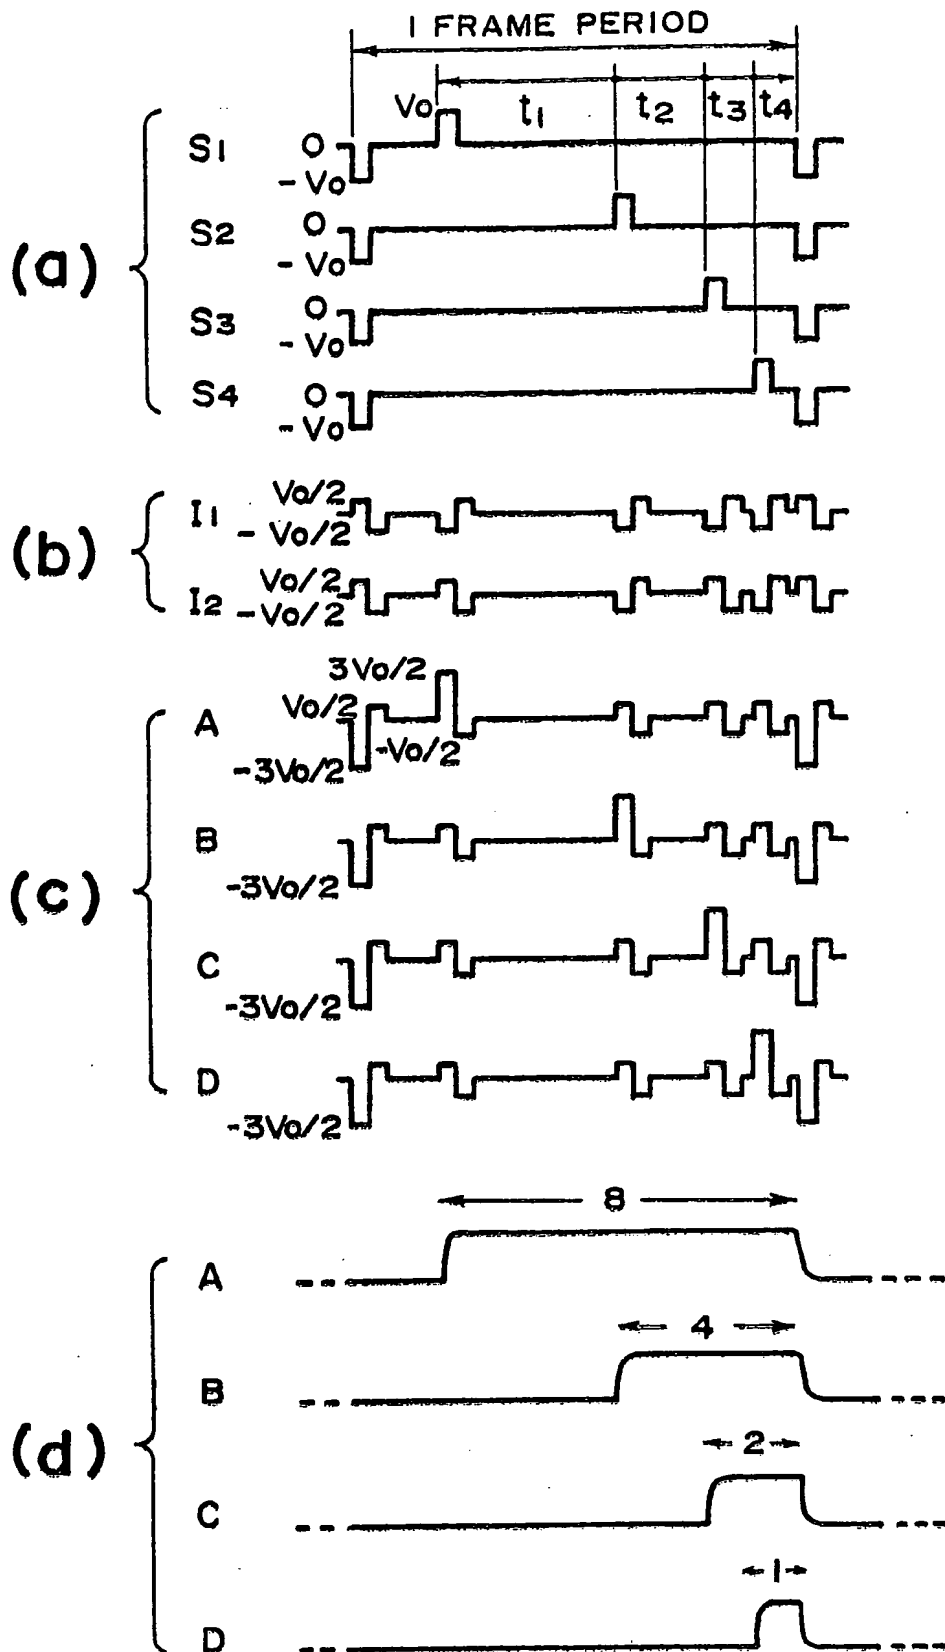 1 FRAME PERIOD
Vo t1 t2 t3 t4
(a)
S1 0
-Vo
S2 0
-Vo
S3 0
-Vo
S4 0
-Vo
(b)
I1 Vo/2
-Vo/2
I2 Vo/2
-Vo/2
(c)
3Vo/2
A Vo/2
-Vo/2
-3Vo/2
B
-3Vo/2
C
-3Vo/2
D
-3Vo/2
(d)
8
A
4
B
2
C
1
D